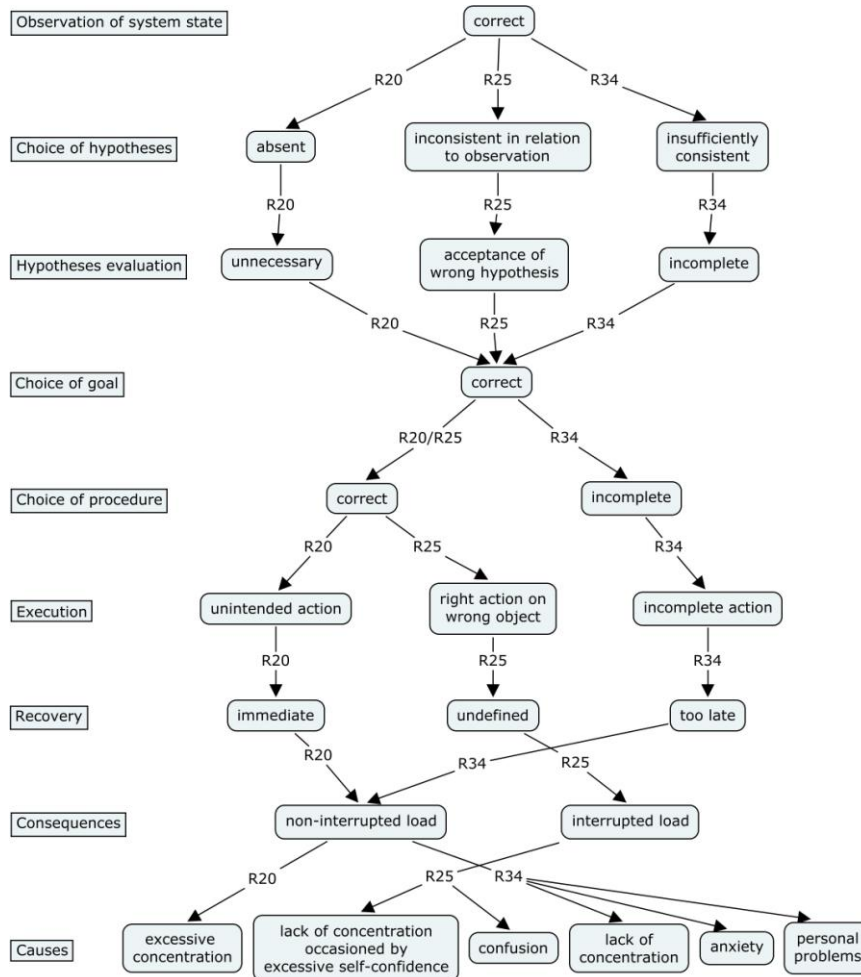 Observation of system state
correct
R20
R25
R34
Choice of hypotheses
absent
inconsistent in relation
to observation
insufficiently
consistent
R20
R25
R34
Hypotheses evaluation
unnecessary
acceptance of
wrong hypothesis
incomplete
R20
R25
R34
Choice of goal
correct
R20/R25
R34
Choice of procedure
correct
incomplete
R20
R25
R34
Execution
unintended action
right action on
wrong object
incomplete action
R20
R25
R34
Recovery
immediate
undefined
too late
R20
R34
R25
Consequences
non-interrupted load
interrupted load
R20
R25
R34
Causes
excessive
concentration
lack of concentration
occasioned by
excessive self-confidence
confusion
lack of
concentration
anxiety
personal
problems